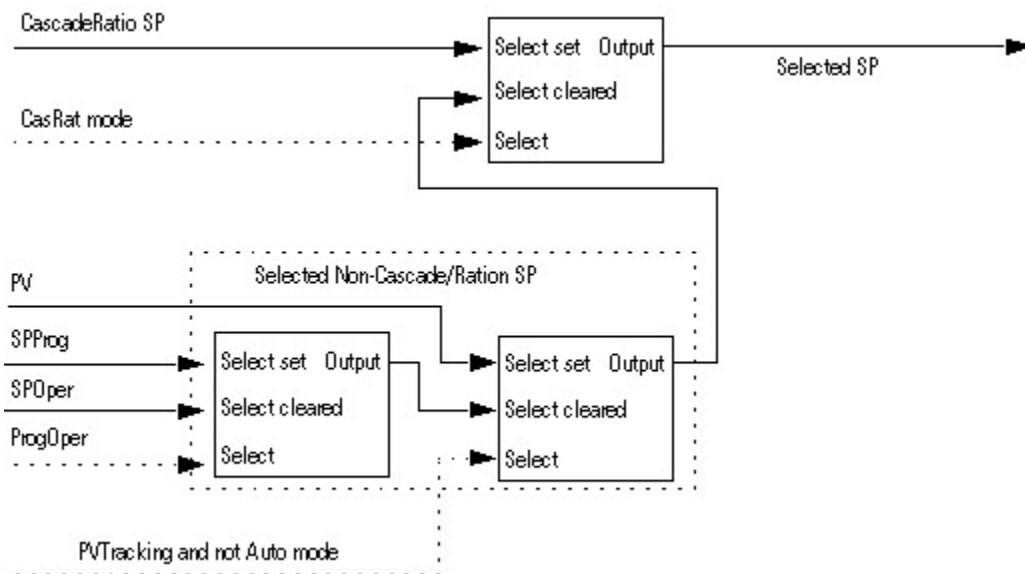 CascadeRatio SP
Select set Output
Selected SP
Select cleared
CasRat mode
Select
Selected Non-Cascade/Ration SP
PV
SPProg
Select set Output
Select set Output
SPOper
Select cleared
Select cleared
ProgOper
Select
Select
PVTracking and not Auto mode